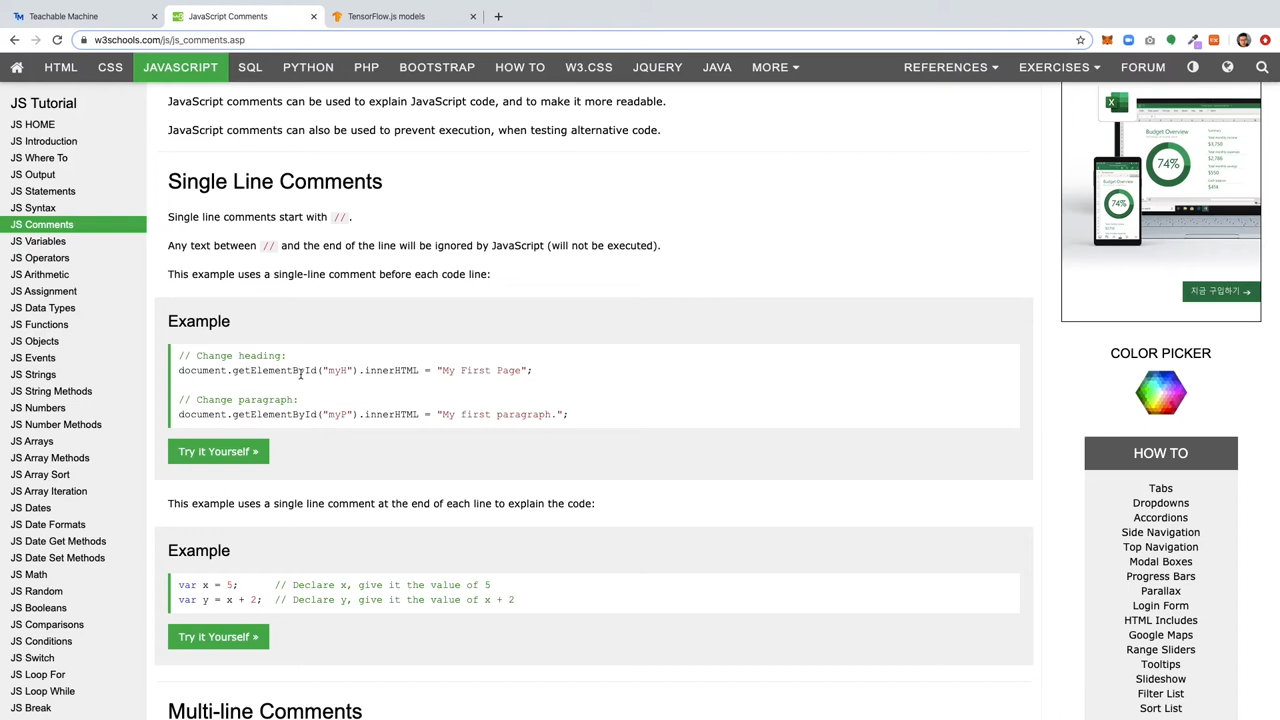 Teachable Machine × JavaScript Comments × TensorFlow.js models × +
w3schools.com/js/js_comments.asp
HTML CSS JAVASCRIPT SQL PYTHON PHP BOOTSTRAP HOW TO W3.CSS JQUERY JAVA MORE REFERENCES EXERCISES FORUM
JS Tutorial
JS HOME
JS Introduction
JS Where To
JS Output
JS Statements
JS Syntax
JS Comments
JS Variables
JS Operators
JS Arithmetic
JS Assignment
JS Data Types
JS Functions
JS Objects
JS Events
JS Strings
JS String Methods
JS Numbers
JS Number Methods
JS Arrays
JS Array Methods
JS Array Sort
JS Array Iteration
JS Dates
JS Date Formats
JS Date Get Methods
JS Date Set Methods
JS Math
JS Random
JS Booleans
JS Comparisons
JS Conditions
JS Switch
JS Loop For
JS Loop While
JS Break
JavaScript comments can be used to explain JavaScript code, and to make it more readable.
JavaScript comments can also be used to prevent execution, when testing alternative code.
Single Line Comments
Single line comments start with //.
Any text between // and the end of the line will be ignored by JavaScript (will not be executed).
This example uses a single-line comment before each code line:
Example
// Change heading:
document.getElementById("myH").innerHTML = "My First Page";
// Change paragraph:
document.getElementById("myP").innerHTML = "My first paragraph.";
Try it Yourself »
This example uses a single line comment at the end of each line to explain the code:
Example
var x = 5;      // Declare x, give it the value of 5
var y = x + 2;  // Declare y, give it the value of x + 2
Try it Yourself »
Multi-line Comments
Budget Overview
74%
Budget Overview
74%
$3,750
$2,786
$550
$414
지금 구입하기 →
COLOR PICKER
HOW TO
Tabs
Dropdowns
Accordions
Side Navigation
Top Navigation
Modal Boxes
Progress Bars
Parallax
Login Form
HTML Includes
Google Maps
Range Sliders
Tooltips
Slideshow
Filter List
Sort List